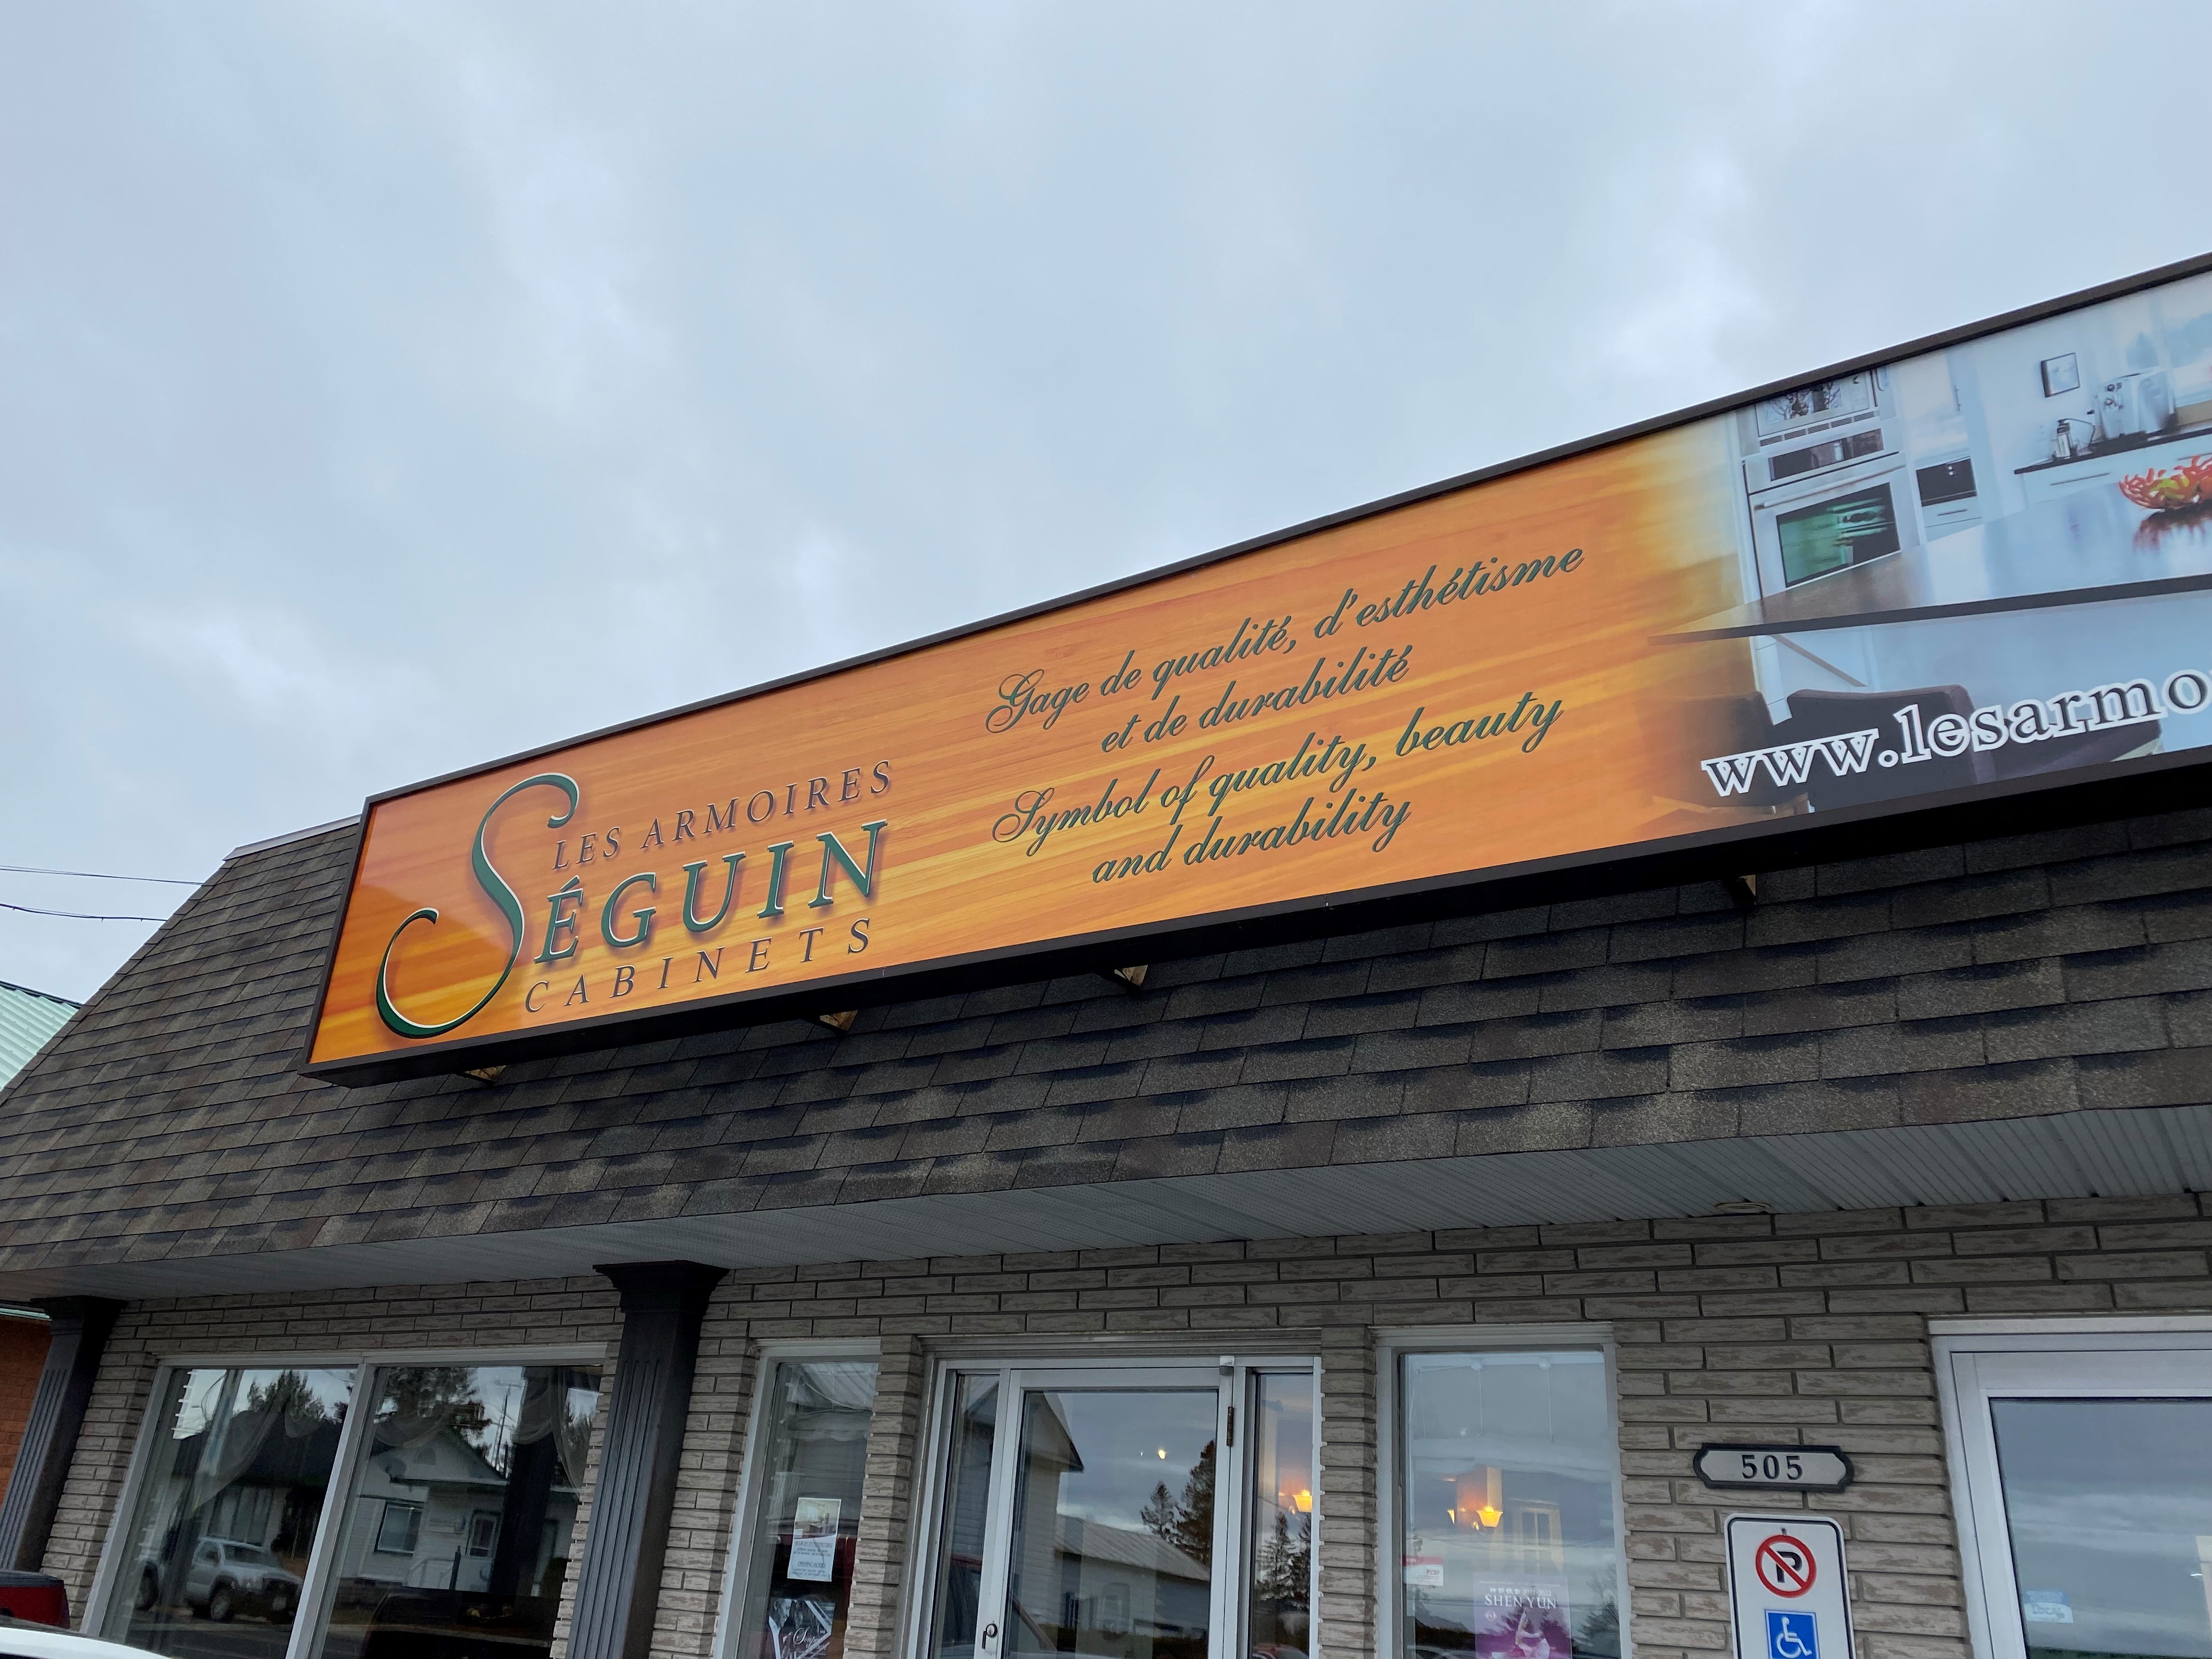 LES ARMOIRES
SÉGUIN
CABINETS
Gage de qualité, d'esthétisme
et de durabilité
Symbol of quality, beauty
and durability
www.lesarmo
505
P
SHEN YUN